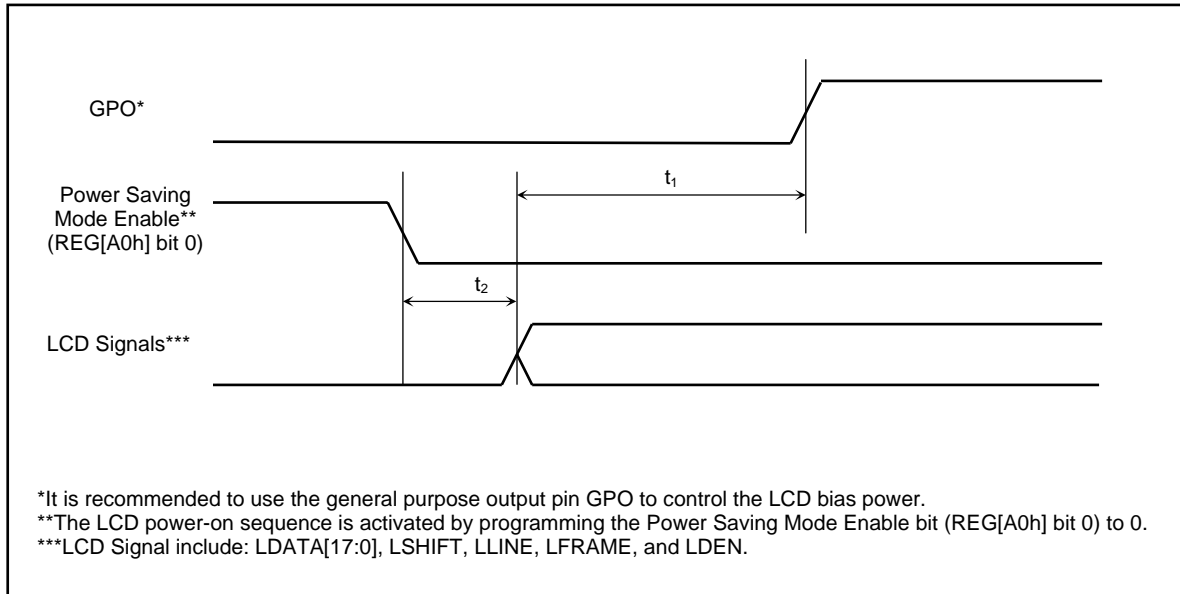 GPO*
t₁
Power Saving
Mode Enable**
(REG[A0h] bit 0)
t₂
LCD Signals***
*It is recommended to use the general purpose output pin GPO to control the LCD bias power.
**The LCD power-on sequence is activated by programming the Power Saving Mode Enable bit (REG[A0h] bit 0) to 0.
***LCD Signal include: LDATA[17:0], LSHIFT, LLINE, LFRAME, and LDEN.